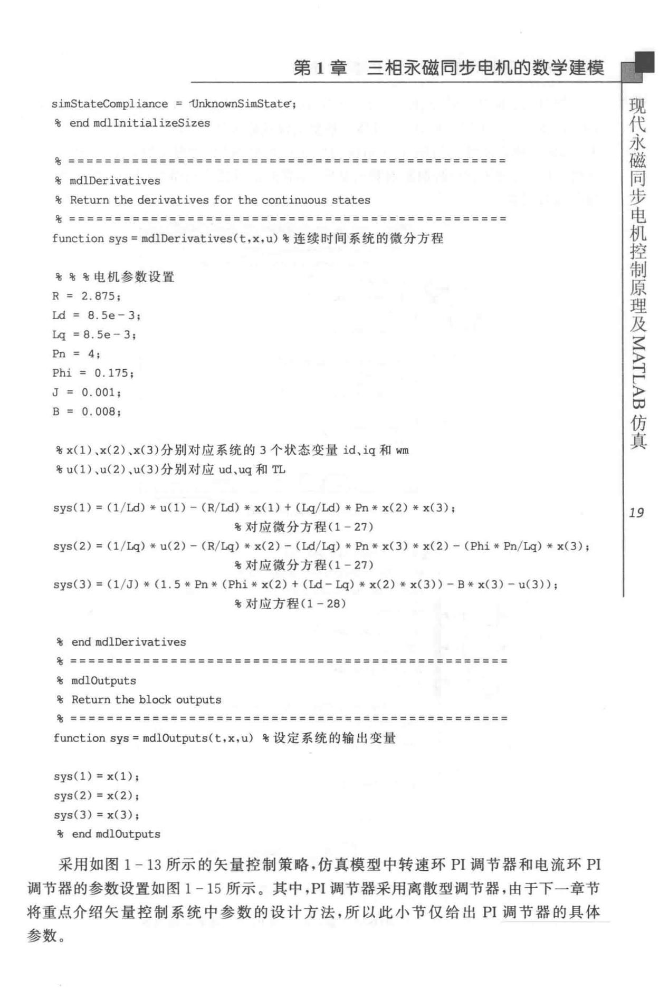 第 1 章 三相永磁同步电机的数学建模
simStateCompliance = 'UnknownSimState';
% end mdlInitializeSizes
% ================================================
% mdlDerivatives
% Return the derivatives for the continuous states
% ================================================
function sys = mdlDerivatives(t,x,u) % 连续时间系统的微分方程
% % % 电机参数设置
R = 2.875;
Ld = 8.5e-3;
Lq = 8.5e-3;
Pn = 4;
Phi = 0.175;
J = 0.001;
B = 0.008;
% x(1)、x(2)、x(3)分别对应系统的 3 个状态变量 id、iq 和 wm
% u(1)、u(2)、u(3)分别对应 ud、uq 和 TL
sys(1) = (1/Ld) * u(1) - (R/Ld) * x(1) + (Lq/Ld) * Pn * x(2) * x(3);
% 对应微分方程(1-27)
sys(2) = (1/Lq) * u(2) - (R/Lq) * x(2) - (Ld/Lq) * Pn * x(3) * x(2) - (Phi * Pn/Lq) * x(3);
% 对应微分方程(1-27)
sys(3) = (1/J) * (1.5 * Pn * (Phi * x(2) + (Ld - Lq) * x(2) * x(3)) - B * x(3) - u(3));
% 对应方程(1-28)
% end mdlDerivatives
% ================================================
% mdlOutputs
% Return the block outputs
% ================================================
function sys = mdlOutputs(t,x,u) % 设定系统的输出变量
sys(1) = x(1);
sys(2) = x(2);
sys(3) = x(3);
% end mdlOutputs
采用如图 1-13 所示的矢量控制策略,仿真模型中转速环 PI 调节器和电流环 PI
调节器的参数设置如图 1-15 所示。其中,PI 调节器采用离散型调节器,由于下一章节
将重点介绍矢量控制系统中参数的设计方法,所以此小节仅给出 PI 调节器的具体
参数。
现代永磁同步电机控制原理及MATLAB仿真
19